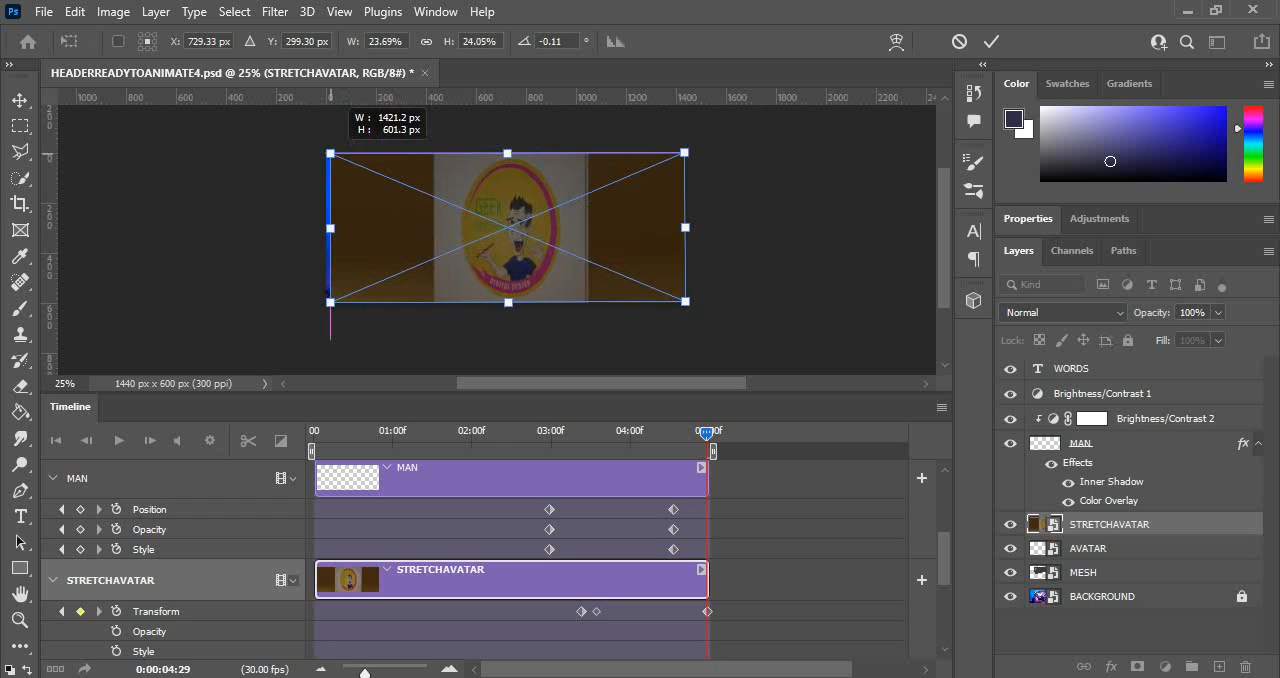 Ps File Edit Image Layer Type Select Filter 3D View Plugins Window Help
X: 729.33 px Y: 299.30 px W: 23.69% H: 24.05% -0.11 °
HEADERREADYTOANIMATE4.psd @ 25% (STRETCHAVATAR, RGB/8#) * ×
1000 800 600 400 200 0 200 400 600 800 1000 1200 1400 1600 1800 2000 2200
W : 1421.2 px
H : 601.3 px
GEEK
DIGITAL DESIGN
25% 1440 px x 600 px (300 ppi)
Color Swatches Gradients
Properties Adjustments
Layers Channels Paths
Kind
Normal Opacity: 100%
Lock: Fill: 100%
WORDS
Brightness/Contrast 1
Brightness/Contrast 2
MAN fx
Effects
Inner Shadow
Color Overlay
STRETCHAVATAR
AVATAR
MESH
BACKGROUND
Timeline
00 01:00f 02:00f 03:00f 04:00f
MAN MAN
Position
Opacity
Style
STRETCHAVATAR STRETCHAVATAR
Transform
Opacity
Style
0:00:04:29 (30.00 fps)